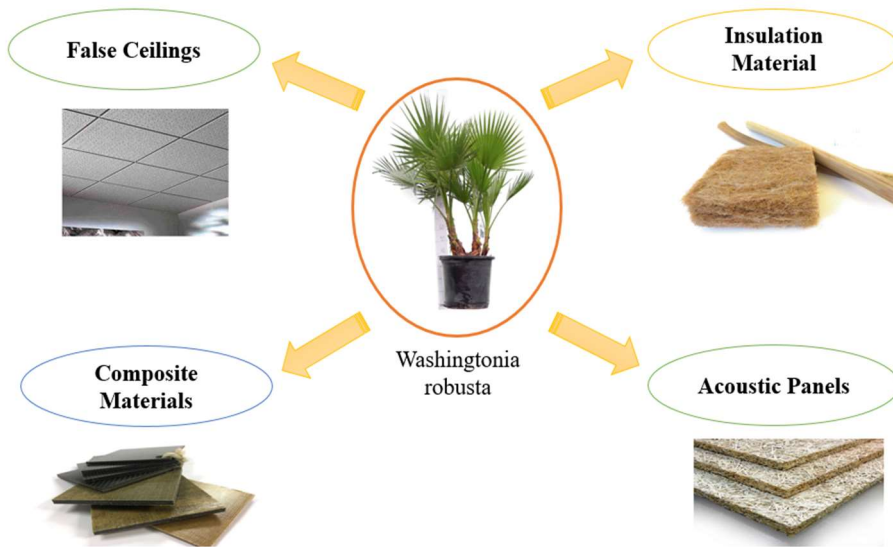 False Ceilings
Insulation
Material
Washingtonia
robusta
Composite
Materials
Acoustic Panels